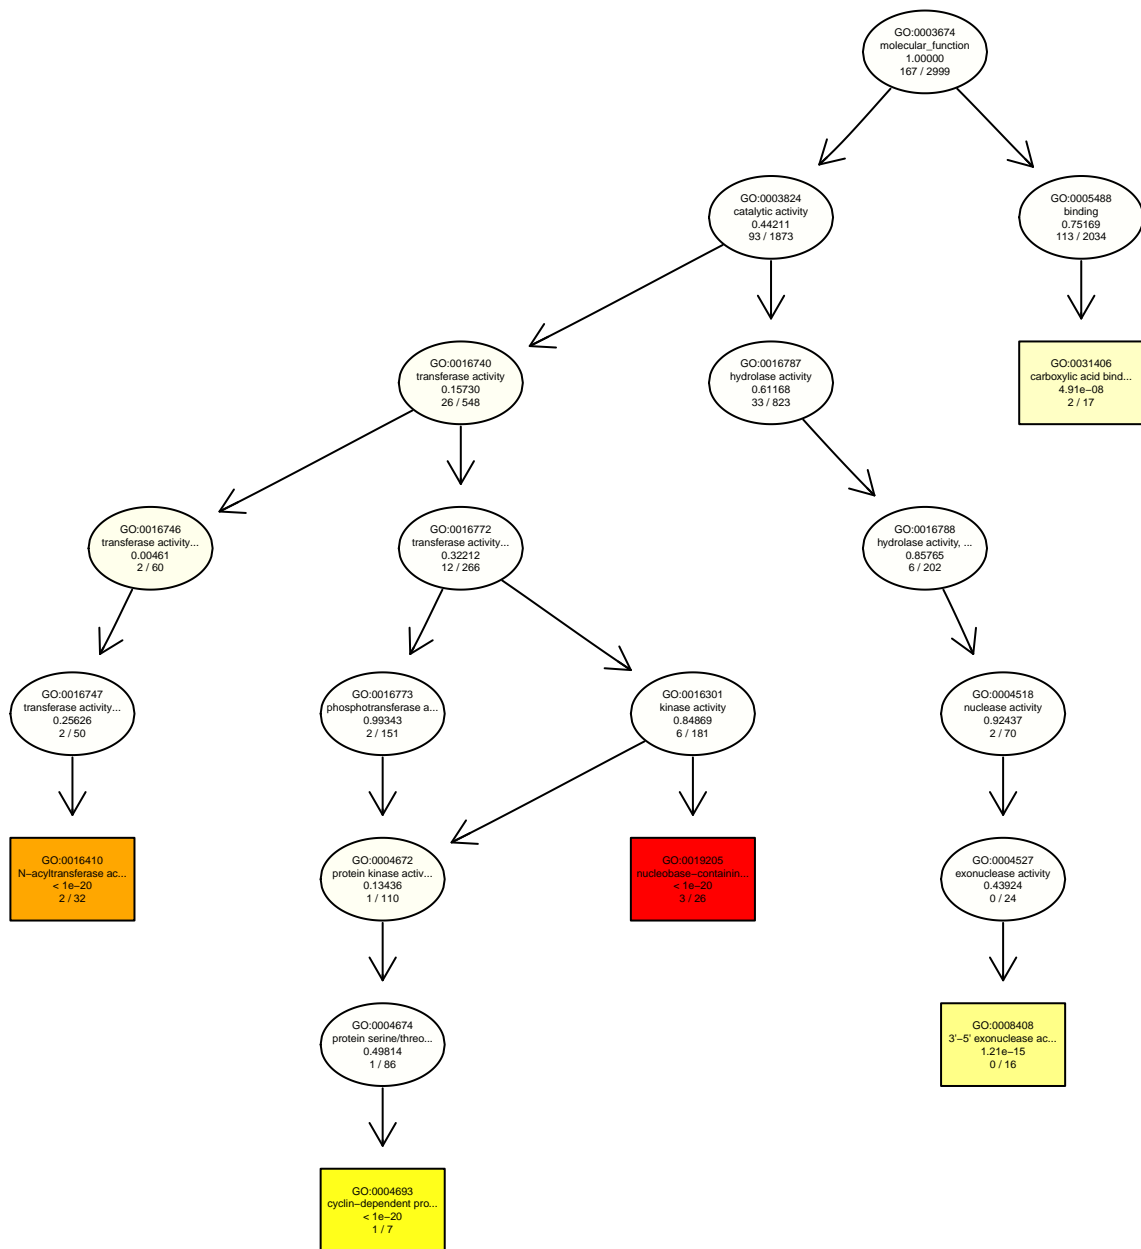 GO:0003674
molecular_function
1.00000
167 / 2999
GO:0003824
catalytic activity
0.44211
93 / 1873
GO:0005488
binding
0.75169
113 / 2034
GO:0016740
transferase activity
0.15730
26 / 548
GO:0016787
hydrolase activity
0.61168
33 / 823
GO:0031406
carboxylic acid bind...
4.91e−08
2 / 17
GO:0016746
transferase activity...
0.00461
2 / 60
GO:0016772
transferase activity...
0.32212
12 / 266
GO:0016788
hydrolase activity, ...
0.85765
6 / 202
GO:0016747
transferase activity...
0.25626
2 / 50
GO:0016773
phosphotransferase a...
0.99343
2 / 151
GO:0016301
kinase activity
0.84869
6 / 181
GO:0004518
nuclease activity
0.92437
2 / 70
GO:0016410
N−acyltransferase ac...
< 1e−20
2 / 32
GO:0004672
protein kinase activ...
0.13436
1 / 110
GO:0019205
nucleobase−containin...
< 1e−20
3 / 26
GO:0004527
exonuclease activity
0.43924
0 / 24
GO:0004674
protein serine/threo...
0.49814
1 / 86
GO:0008408
3'−5' exonuclease ac...
1.21e−15
0 / 16
GO:0004693
cyclin−dependent pro...
< 1e−20
1 / 7